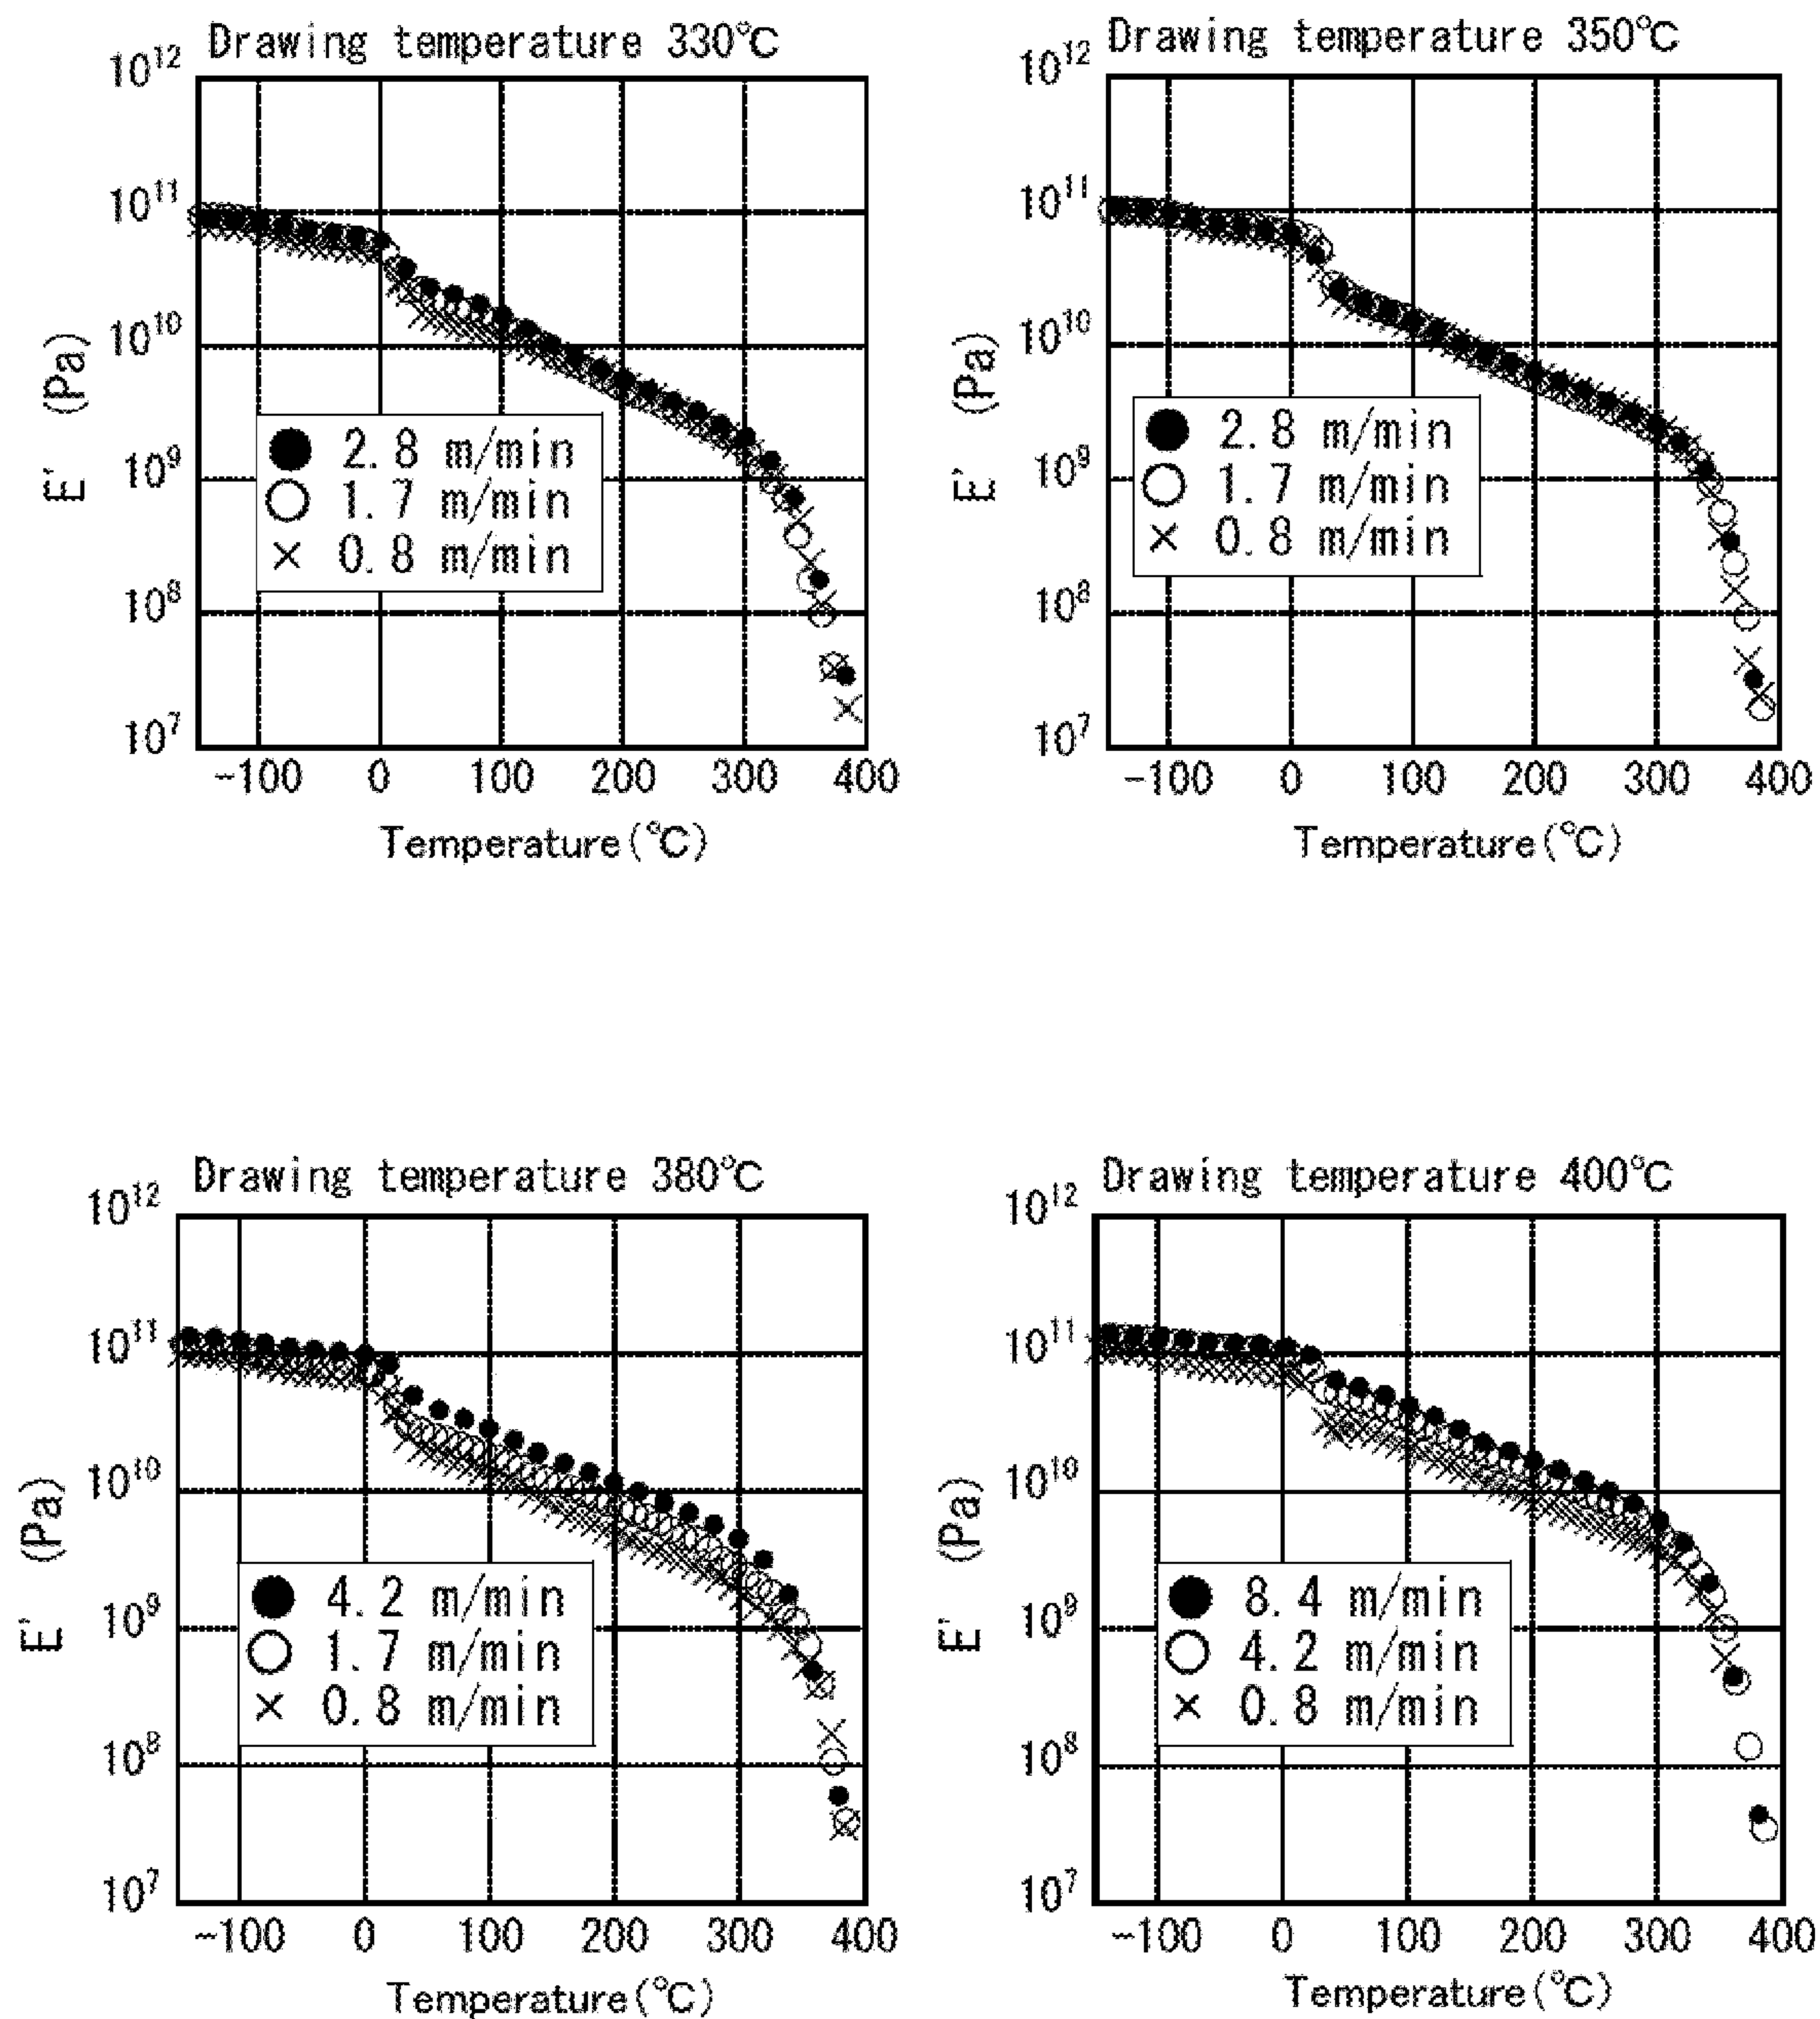 Drawing temperature 330℃
10¹²
10¹¹
10¹⁰
10⁹
10⁸
10⁷
E' (Pa)
● 2.8 m/min
○ 1.7 m/min
× 0.8 m/min
-100 0 100 200 300 400
Temperature(℃)
Drawing temperature 350℃
10¹²
10¹¹
10¹⁰
10⁹
10⁸
10⁷
E' (Pa)
● 2.8 m/min
○ 1.7 m/min
× 0.8 m/min
-100 0 100 200 300 400
Temperature(℃)
Drawing temperature 380℃
10¹²
10¹¹
10¹⁰
10⁹
10⁸
10⁷
E' (Pa)
● 4.2 m/min
○ 1.7 m/min
× 0.8 m/min
-100 0 100 200 300 400
Temperature(℃)
Drawing temperature 400℃
10¹²
10¹¹
10¹⁰
10⁹
10⁸
10⁷
E' (Pa)
● 8.4 m/min
○ 4.2 m/min
× 0.8 m/min
-100 0 100 200 300 400
Temperature(℃)